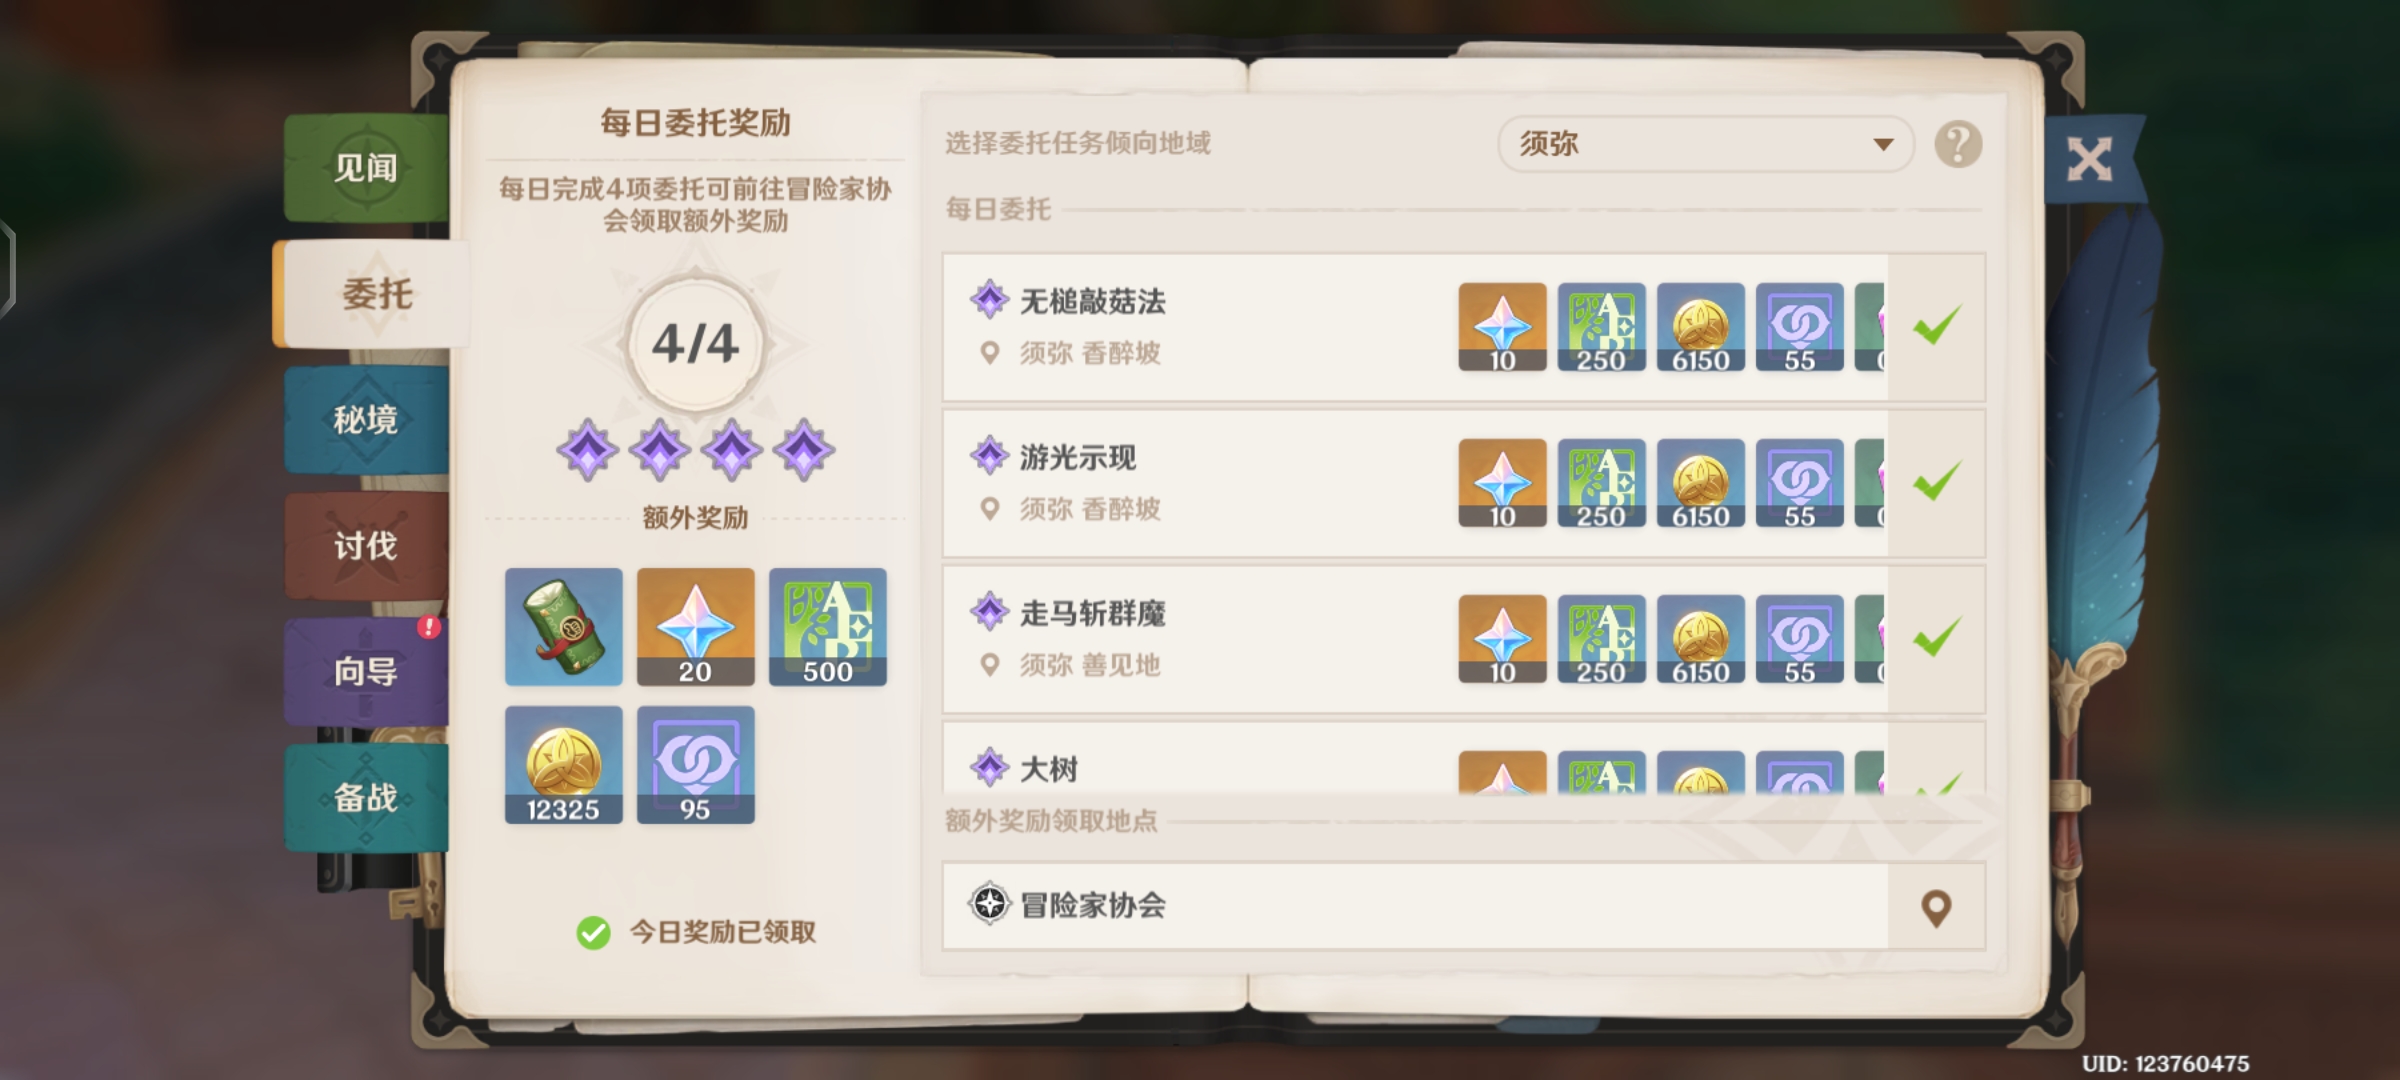 见闻
委托
秘境
讨伐
向导
备战
每日委托奖励
每日完成4项委托可前往冒险家协
会领取额外奖励
4/4
额外奖励
20
500
12325
95
今日奖励已领取
选择委托任务倾向地域
须弥
?
每日委托
无槌敲菇法
须弥 香醉坡
10
250
6150
55
游光示现
须弥 香醉坡
10
250
6150
55
走马斩群魔
须弥 善见地
10
250
6150
55
大树
额外奖励领取地点
冒险家协会
UID: 123760475